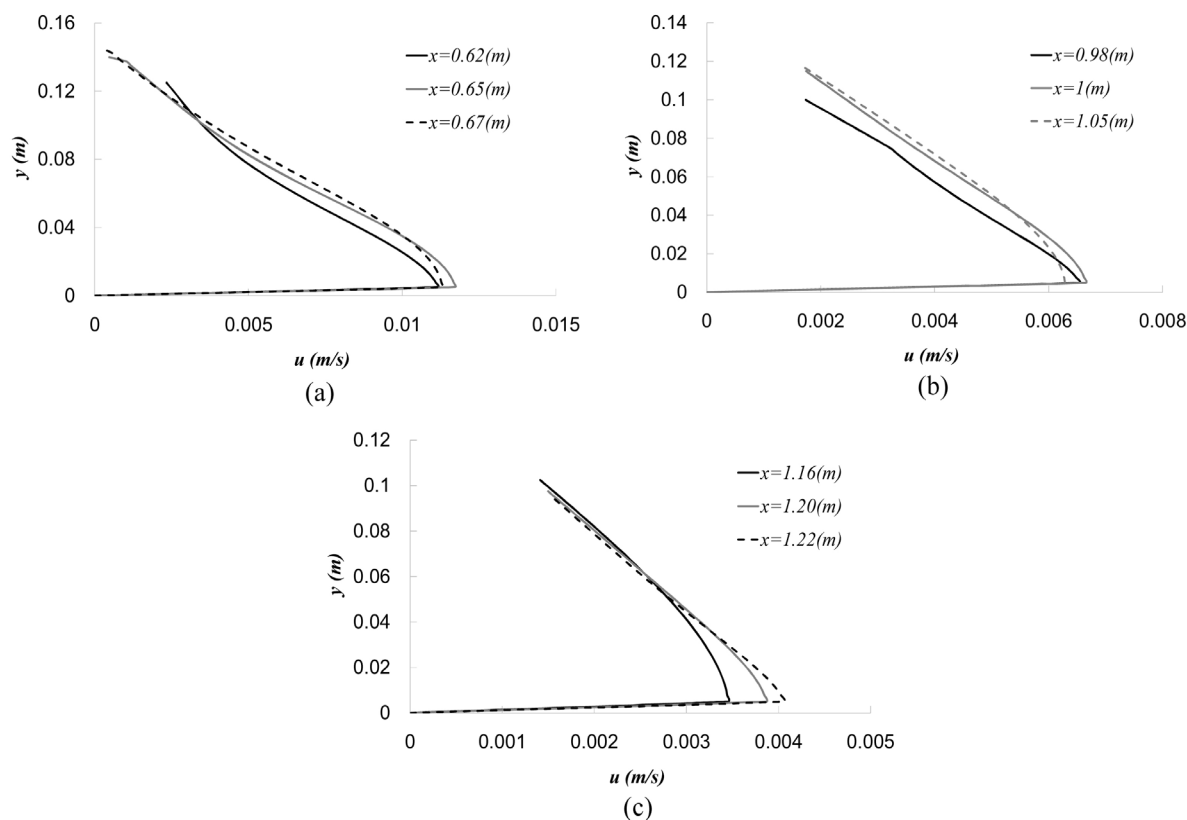 0.16
0.12
0.08
0.04
0
y (m)
0
0.005
0.01
0.015
u (m/s)
x=0.62(m)
x=0.65(m)
x=0.67(m)
(a)
0.14
0.12
0.1
0.08
0.06
0.04
0.02
0
y (m)
0
0.002
0.004
0.006
0.008
u (m/s)
x=0.98(m)
x=1(m)
x=1.05(m)
(b)
0.12
0.1
0.08
0.06
0.04
0.02
0
y (m)
0
0.001
0.002
0.003
0.004
0.005
u (m/s)
x=1.16(m)
x=1.20(m)
x=1.22(m)
(c)